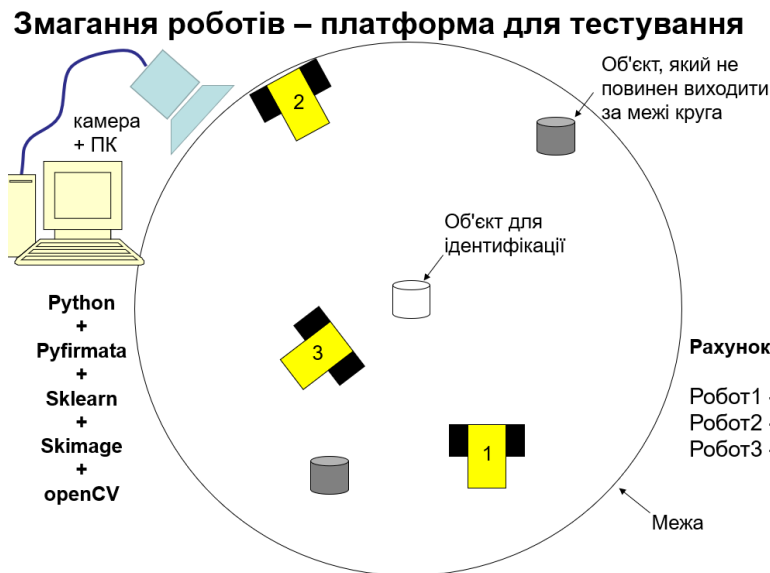 Змагання роботів – платформа для тестування
Об'єкт, який не
повинен виходити
за межі круга
2
камера
+ ПК
Об'єкт для
ідентифікації
Python
+
Pyfirmata
+
Sklearn
+
Skimage
+
openCV
3
Рахунок
Робот1 -
Робот2 -
Робот3 -
1
Межа